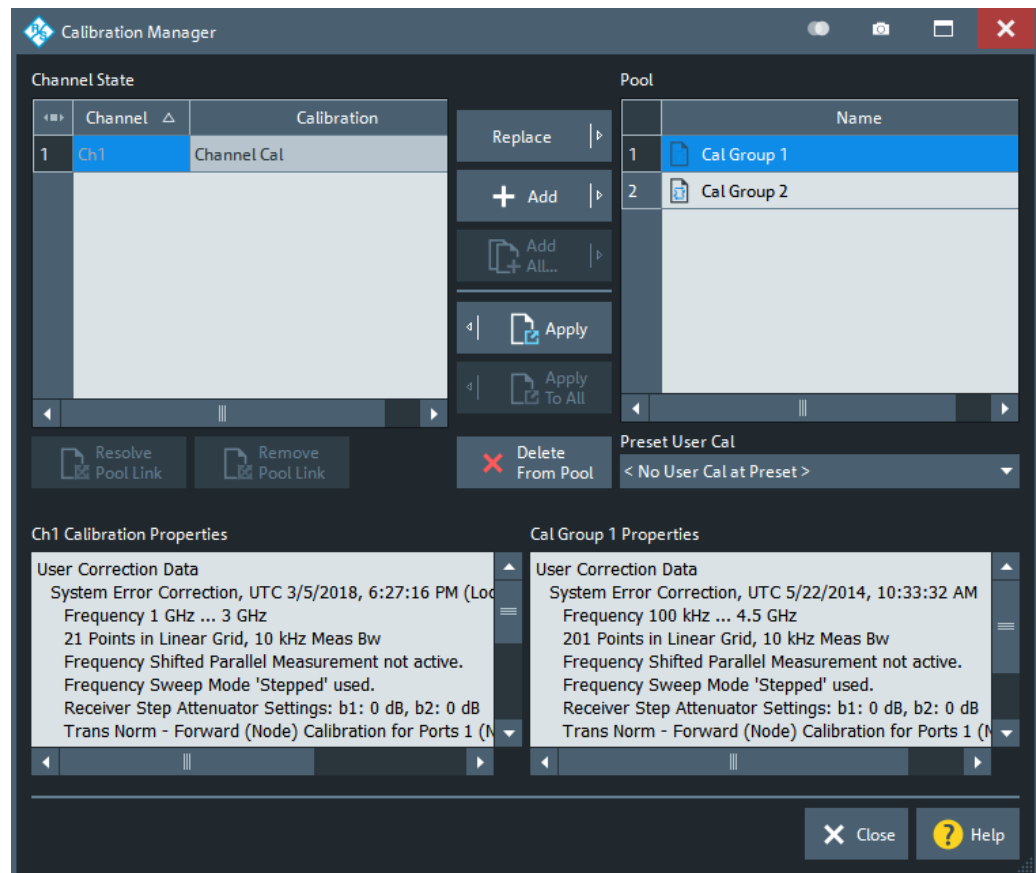 Calibration Manager
Channel State
Channel
Calibration
1
Ch1
Channel Cal
Replace
Add
Add
All...
Apply
Apply
To All
Resolve
Pool Link
Remove
Pool Link
Delete
From Pool
Pool
Name
1
Cal Group 1
2
Cal Group 2
Preset User Cal
< No User Cal at Preset >
Ch1 Calibration Properties
User Correction Data
System Error Correction, UTC 3/5/2018, 6:27:16 PM (Loc
Frequency 1 GHz ... 3 GHz
21 Points in Linear Grid, 10 kHz Meas Bw
Frequency Shifted Parallel Measurement not active.
Frequency Sweep Mode 'Stepped' used.
Receiver Step Attenuator Settings: b1: 0 dB, b2: 0 dB
Trans Norm - Forward (Node) Calibration for Ports 1 (N
Cal Group 1 Properties
User Correction Data
System Error Correction, UTC 5/22/2014, 10:33:32 AM
Frequency 100 kHz ... 4.5 GHz
201 Points in Linear Grid, 10 kHz Meas Bw
Frequency Shifted Parallel Measurement not active.
Frequency Sweep Mode 'Stepped' used.
Receiver Step Attenuator Settings: b1: 0 dB, b2: 0 dB
Trans Norm - Forward (Node) Calibration for Ports 1 (N
Close
? Help